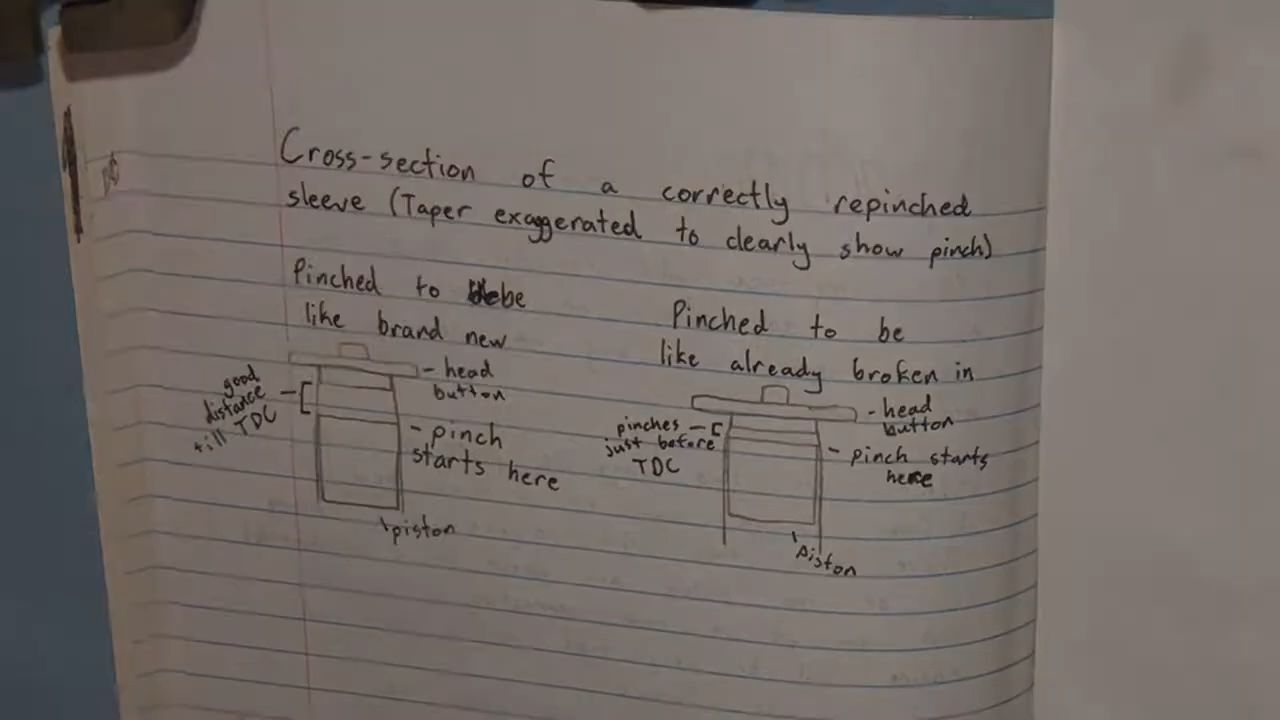 Cross-section of a correctly repinched
sleeve (Taper exaggerated to clearly show pinch)
Pinched to be
like brand new
good
distance
till TDC
- head
button
- pinch
starts here
piston
Pinched to be
like already broken in
pinches
just before
TDC
- head
button
- pinch starts
here
piston